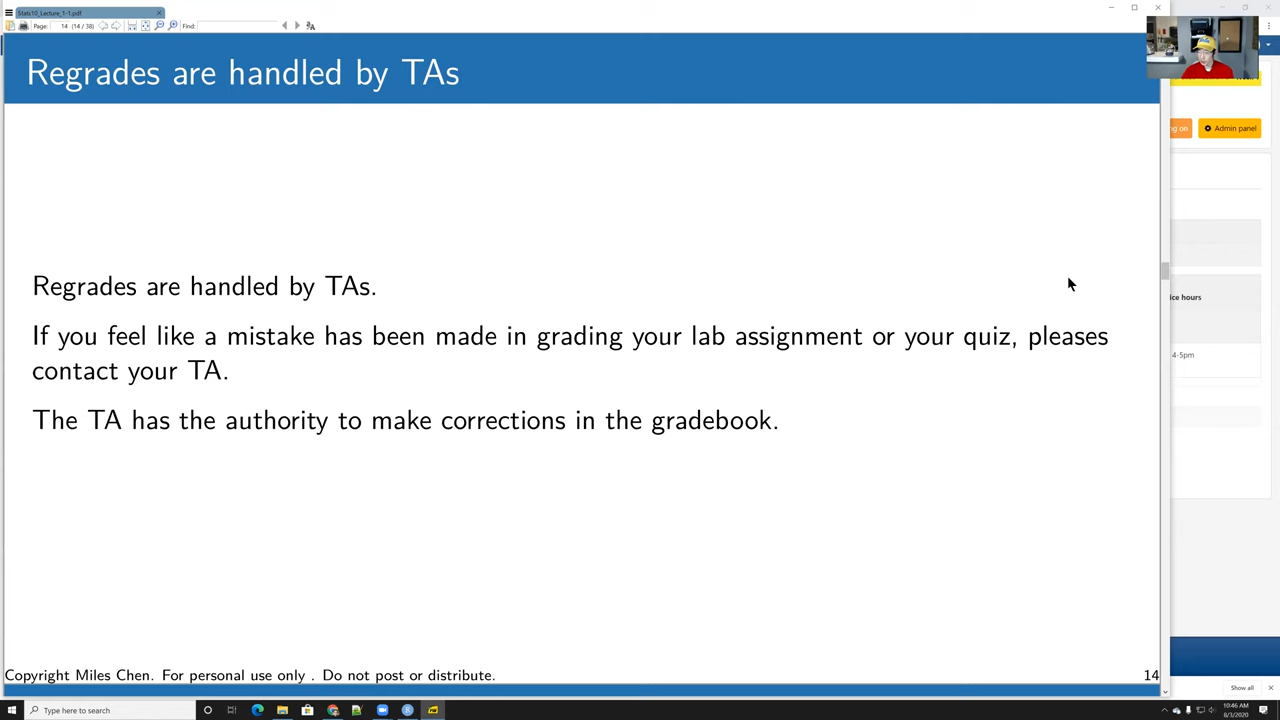 Stats10_Lecture_1-1.pdf
Page: 14 (14 / 38) Find:
Regrades are handled by TAs
Regrades are handled by TAs.
If you feel like a mistake has been made in grading your lab assignment or your quiz, pleases
contact your TA.
The TA has the authority to make corrections in the gradebook.
Copyright Miles Chen. For personal use only . Do not post or distribute.
14
ng on
Admin panel
ice hours
4-5pm
Show all
Type here to search
10:46 AM
8/3/2020